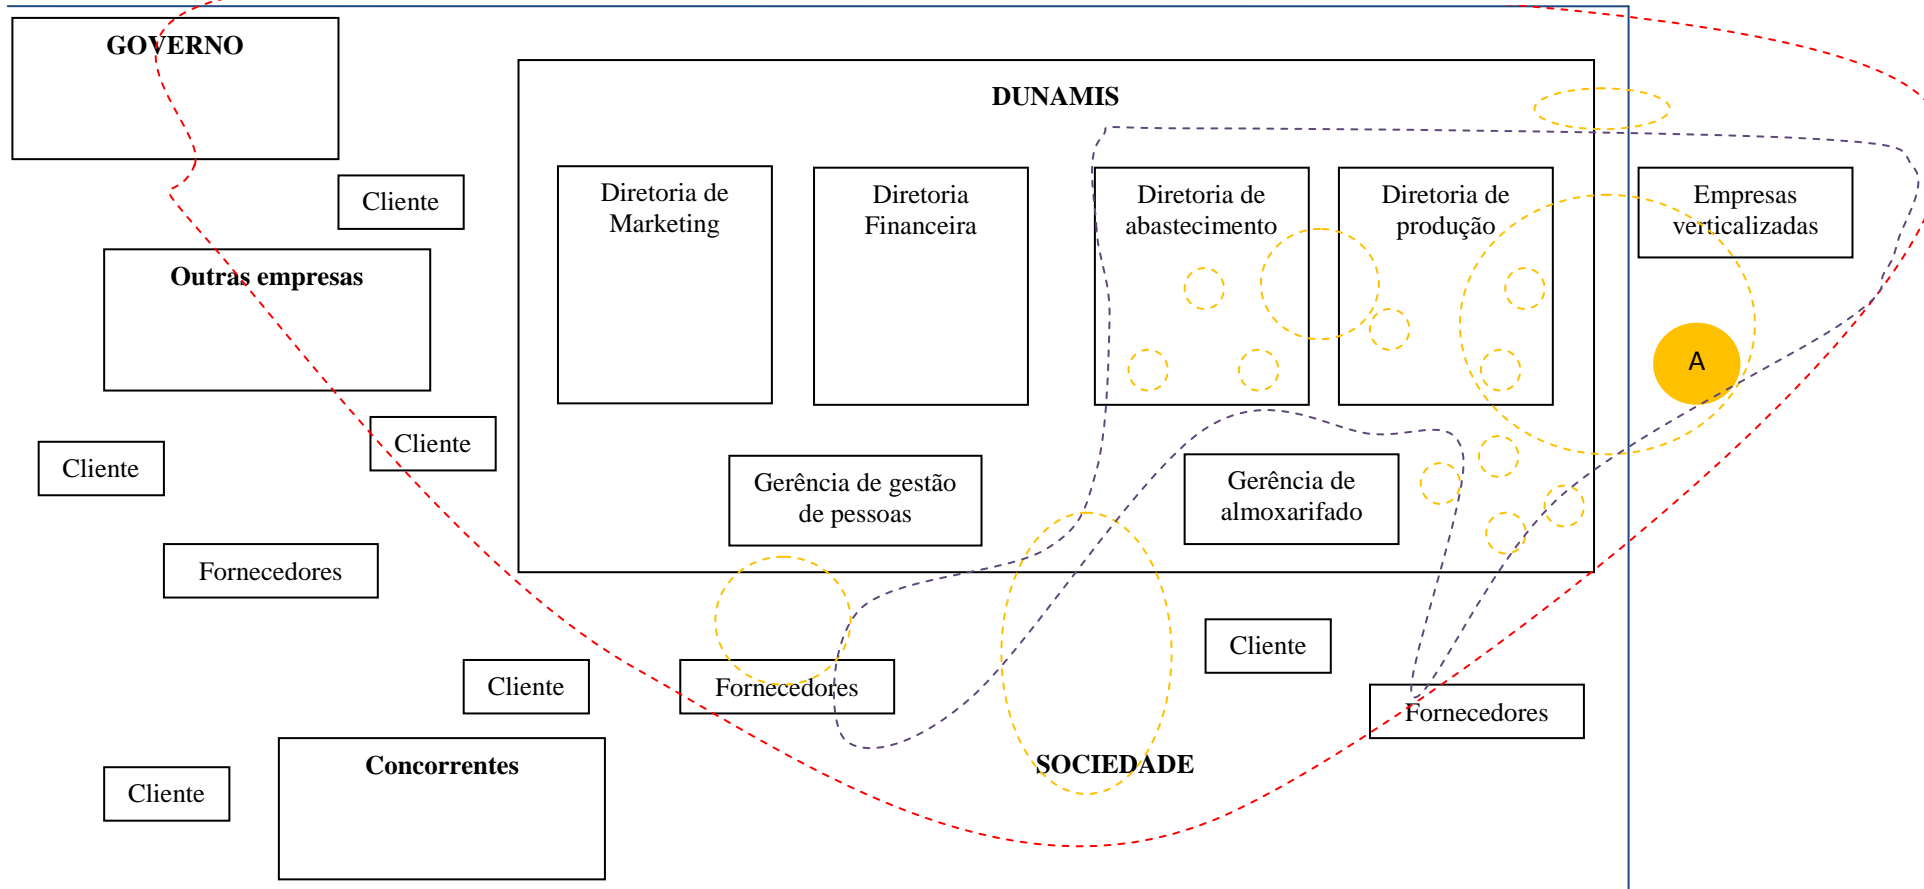 GOVERNO
DUNAMIS
Diretoria de
Marketing
Diretoria
Financeira
Diretoria de
abastecimento
Diretoria de
produção
Empresas
verticalizadas
Cliente
Outras empresas
A
Cliente
Cliente
Gerência de gestão
de pessoas
Gerência de
almoxarifado
Fornecedores
Cliente
Cliente
Fornecedores
Fornecedores
Concorrentes
SOCIEDADE
Cliente